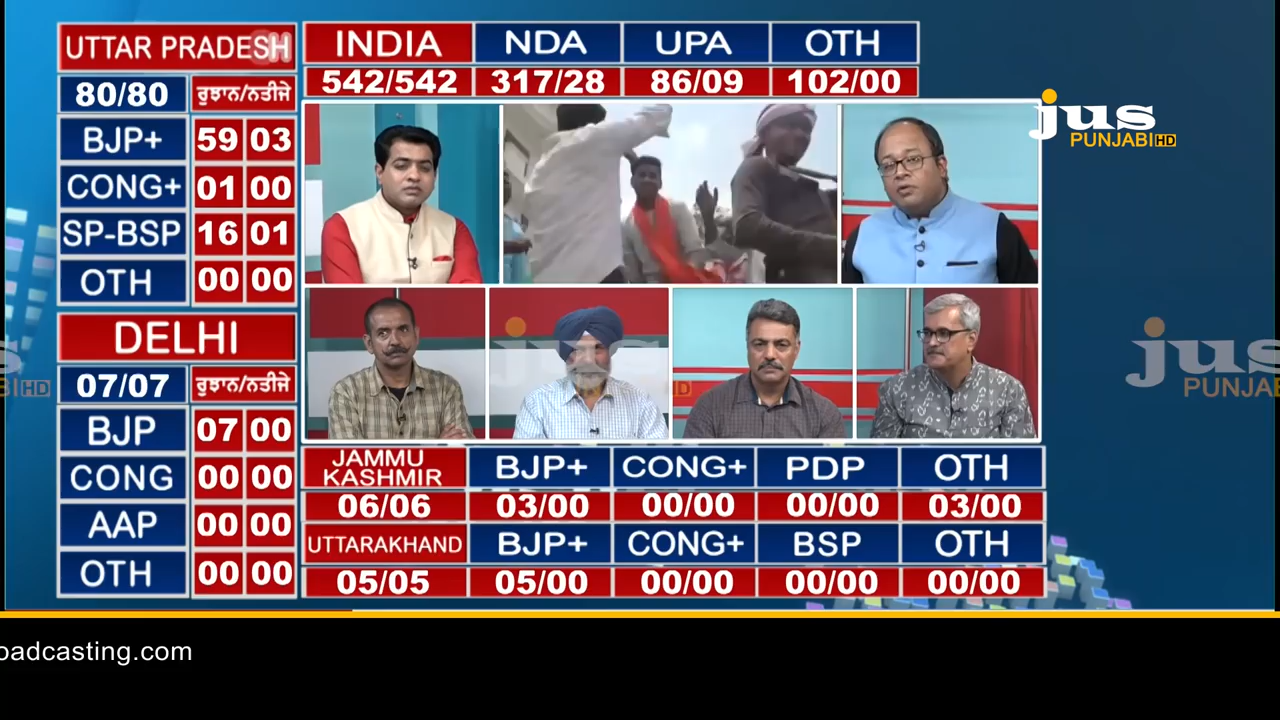 UTTAR PRADESH
80/80 ਰੁਝਾਨ/ਨਤੀਜੇ
BJP+ 59 03
CONG+ 01 00
SP-BSP 16 01
OTH 00 00
DELHI
07/07 ਰੁਝਾਨ/ਨਤੀਜੇ
BJP 07 00
CONG 00 00
AAP 00 00
OTH 00 00
INDIA NDA UPA OTH
542/542 317/28 86/09 102/00
jus
PUNJABI HD
jus
PUNJABI HD
jus
PUNJABI
JAMMU KASHMIR BJP+ CONG+ PDP OTH
06/06 03/00 00/00 00/00 03/00
UTTARAKHAND BJP+ CONG+ BSP OTH
05/05 05/00 00/00 00/00 00/00
oadcasting.com